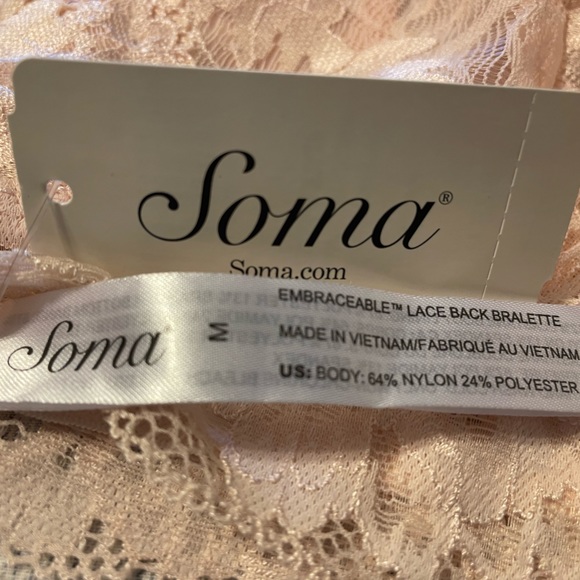 Soma®
Soma.com
Soma
M
EMBRACEABLE™ LACE BACK BRALETTE
MADE IN VIETNAM/FABRIQUÉ AU VIETNAM
US: BODY: 64% NYLON 24% POLYESTER